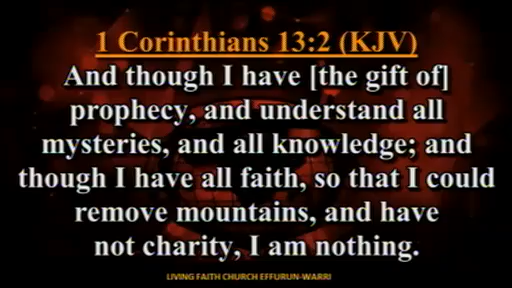 1 Corinthians 13:2 (KJV)
And though I have [the gift of]
prophecy, and understand all
mysteries, and all knowledge; and
though I have all faith, so that I could
remove mountains, and have
not charity, I am nothing.
LIVING FAITH CHURCH EFFURUN-WARRI